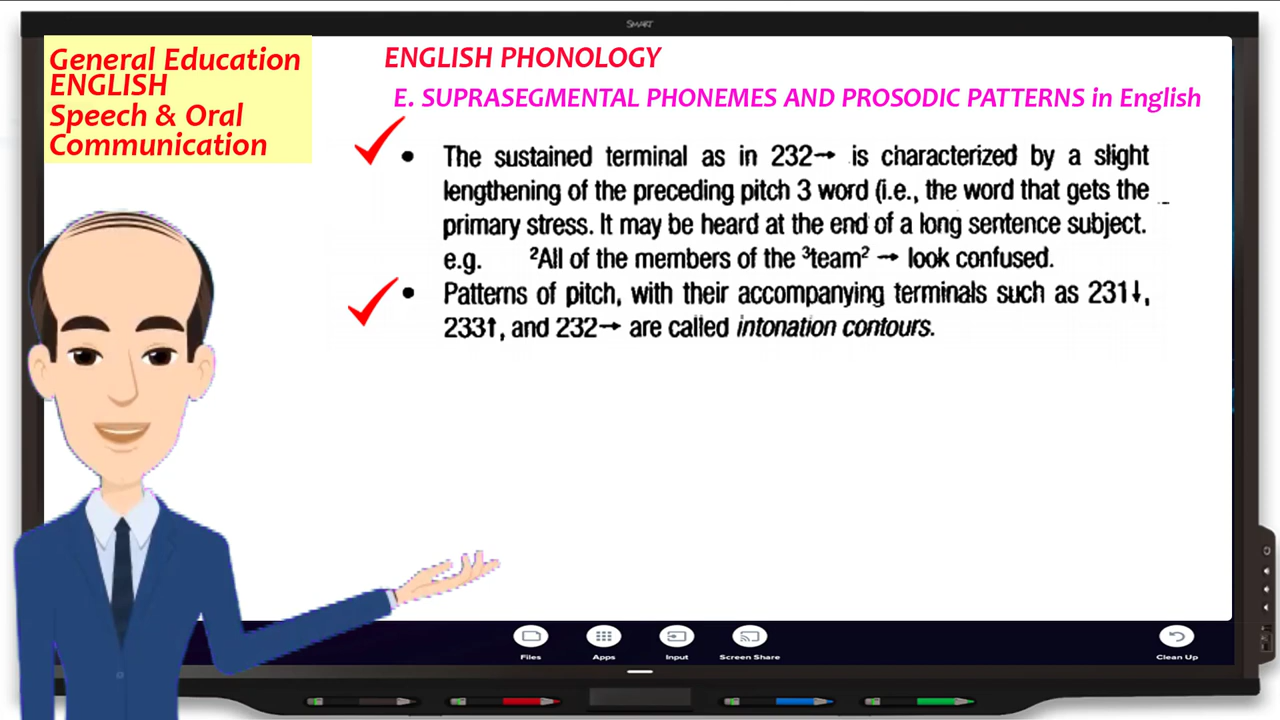 SMART
General Education
ENGLISH
Speech & Oral
Communication
ENGLISH PHONOLOGY
E. SUPRASEGMENTAL PHONEMES AND PROSODIC PATTERNS in English
• The sustained terminal as in 232→ is characterized by a slight
lengthening of the preceding pitch 3 word (i.e., the word that gets the
primary stress. It may be heard at the end of a long sentence subject.
e.g. ²All of the members of the ³team² → look confused.
• Patterns of pitch, with their accompanying terminals such as 231↓,
233↑, and 232→ are called intonation contours.
Files Apps Input Screen Share Clean Up